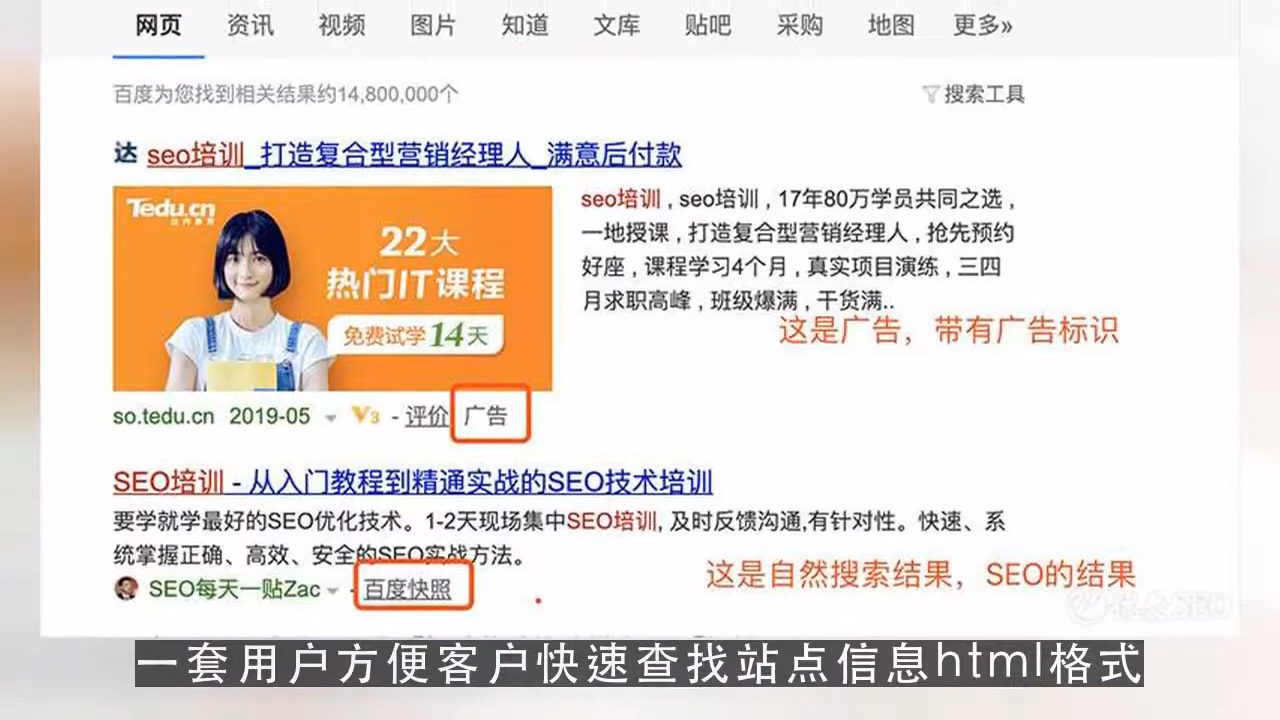 网页 资讯 视频 图片 知道 文库 贴吧 采购 地图 更多»
百度为您找到相关结果约14,800,000个
搜索工具
达 seo培训_打造复合型营销经理人_满意后付款
Tedu.cn
达内教育
22大
热门IT课程
免费试学14天
seo培训 , seo培训 , 17年80万学员共同之选 ,
一地授课 , 打造复合型营销经理人 , 抢先预约
好座 , 课程学习4个月 , 真实项目演练 , 三四
月求职高峰 , 班级爆满 , 干货满..
这是广告，带有广告标识
so.tedu.cn 2019-05 V3 - 评价 广告
SEO培训 - 从入门教程到精通实战的SEO技术培训
要学就学最好的SEO优化技术。1-2天现场集中SEO培训, 及时反馈沟通,有针对性。快速、系
统掌握正确、高效、安全的SEO实战方法。
这是自然搜索结果，SEO的结果
SEO每天一贴Zac - 百度快照
一套用户方便客户快速查找站点信息html格式